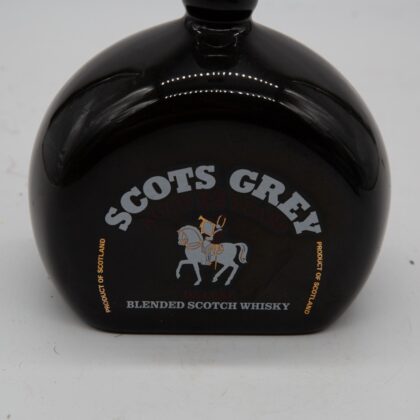 SCOTS GREY
PRODUCT OF SCOTLAND
PRODUCT OF SCOTLAND
BLENDED SCOTCH WHISKY